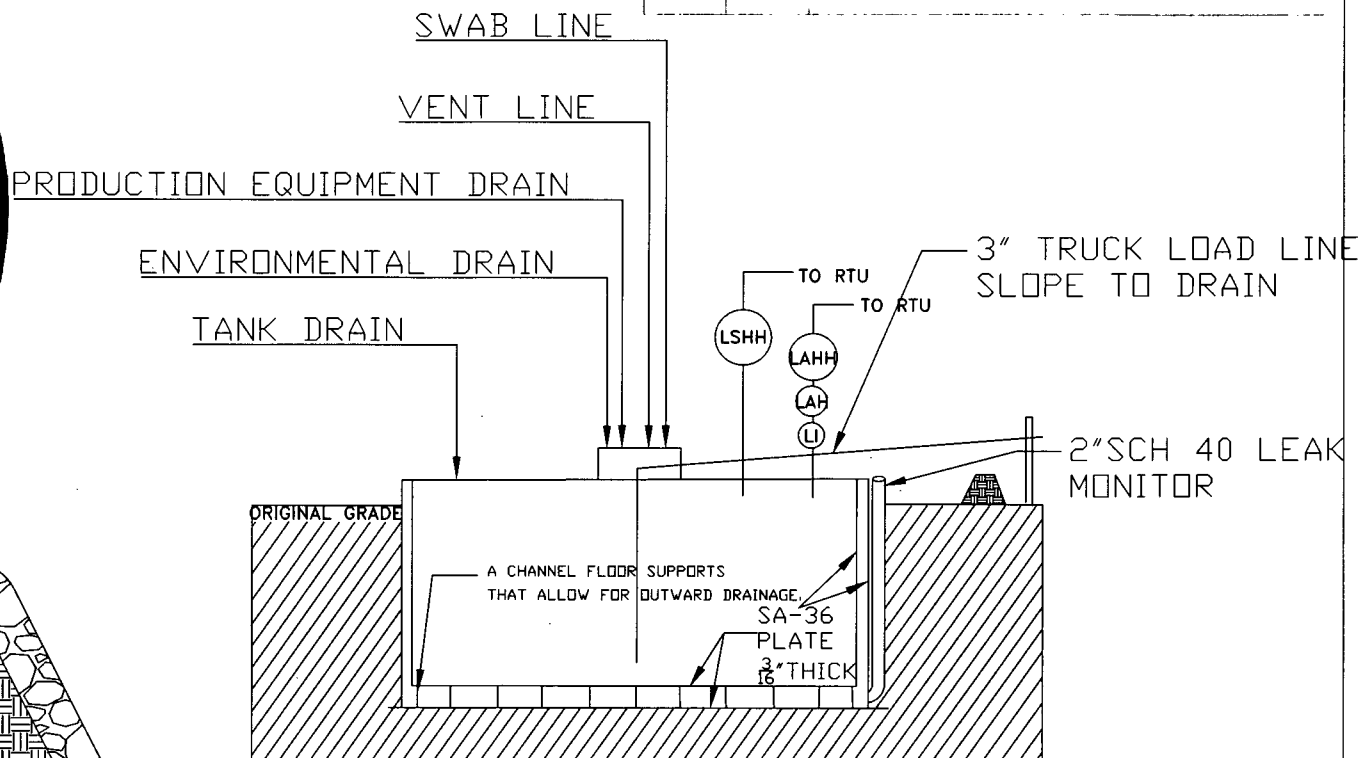 SWAB LINE
VENT LINE
PRODUCTION EQUIPMENT DRAIN
ENVIRONMENTAL DRAIN
TANK DRAIN
3" TRUCK LOAD LINE
SLOPE TO DRAIN
TO RTU
TO RTU
LSHH
LAHH
LAH
LI
2"SCH 40 LEAK
MONITOR
ORIGINAL GRADE
A CHANNEL FLOOR SUPPORTS
THAT ALLOW FOR OUTWARD DRAINAGE.
SA-36
PLATE
3/16"THICK